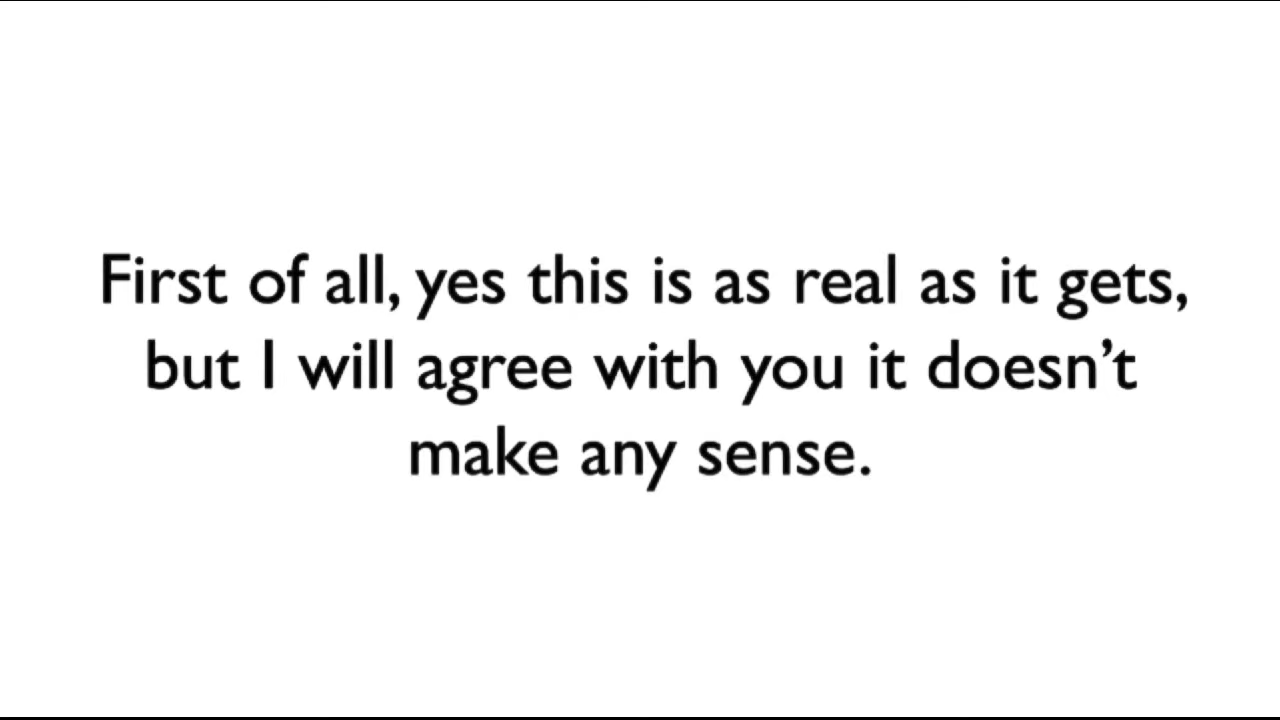 First of all, yes this is as real as it gets,
but I will agree with you it doesn’t
make any sense.